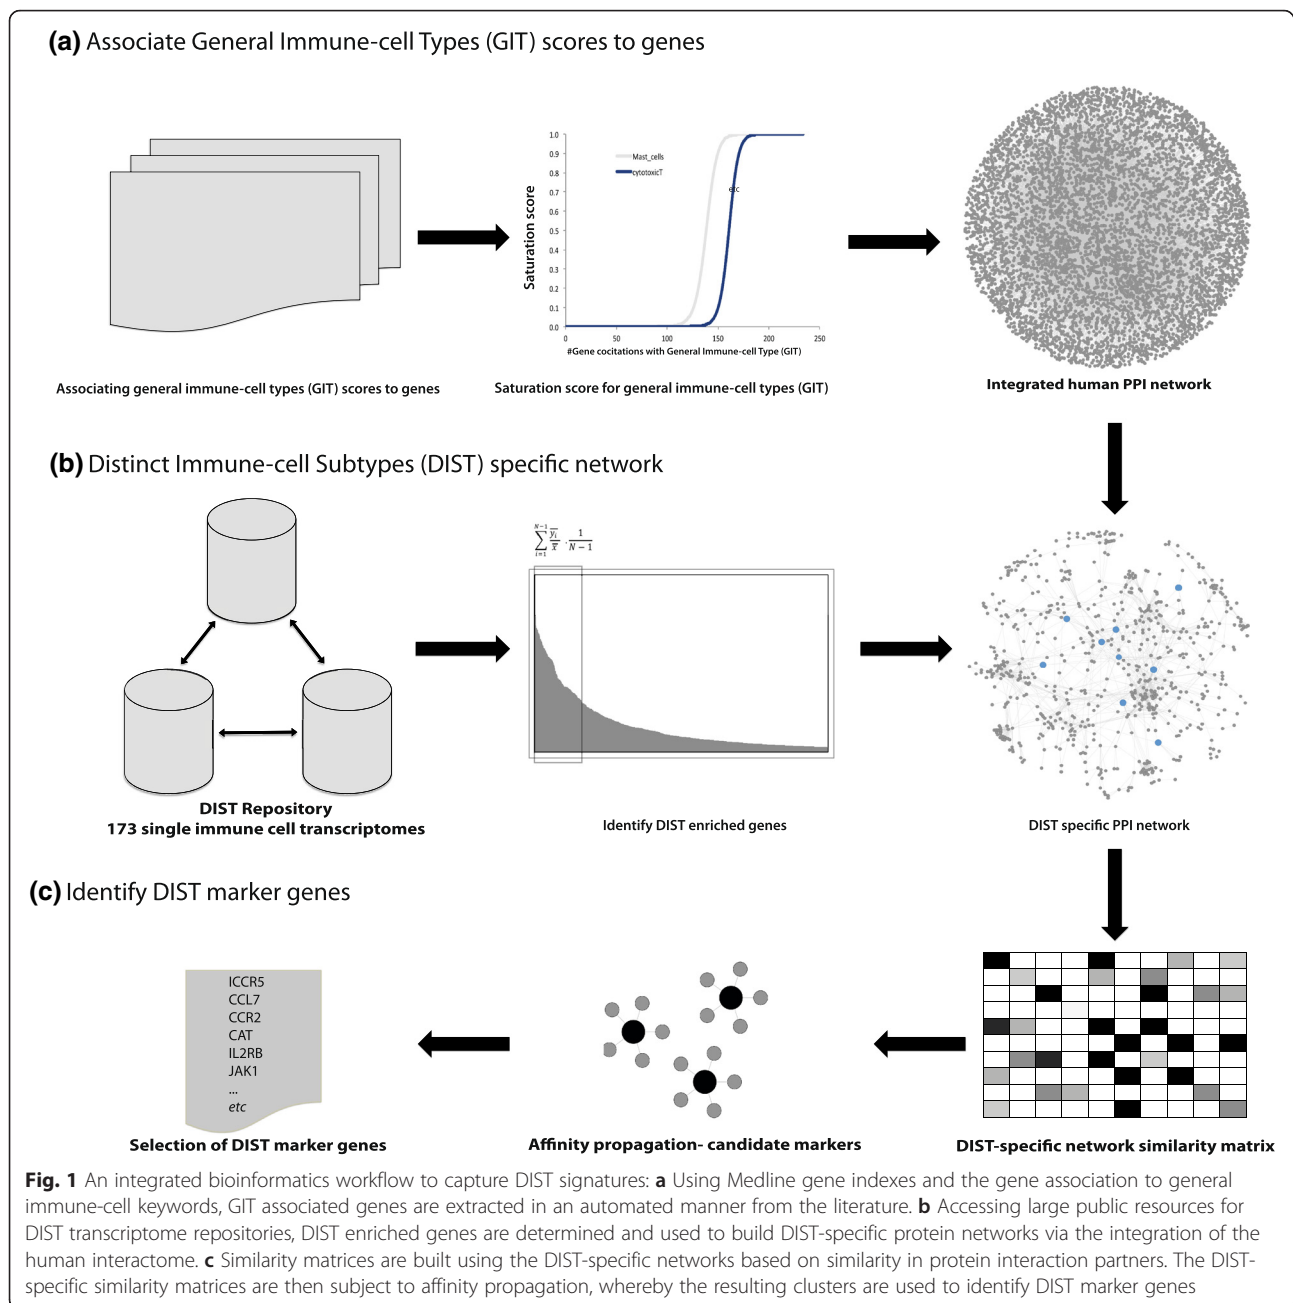 (a) Associate General Immune-cell Types (GIT) scores to genes
1.0
0.9
0.8
0.7
0.6
0.5
0.4
0.3
0.2
0.1
0.0
Saturation score
Mast_cells
cytotoxicT
etc
0 50 100 150 200 250
#Gene cocitations with General Immune-cell Type (GIT)
Associating general immune-cell types (GIT) scores to genes
Saturation score for general immune-cell types (GIT)
Integrated human PPI network
(b) Distinct Immune-cell Subtypes (DIST) specific network
N−1
∑ y̅ᵢ/x̅ · 1/(N − 1)
i=1
DIST Repository
173 single immune cell transcriptomes
Identify DIST enriched genes
DIST specific PPI network
(c) Identify DIST marker genes
ICCR5
CCL7
CCR2
CAT
IL2RB
JAK1
...
etc
Selection of DIST marker genes
Affinity propagation- candidate markers
DIST-specific network similarity matrix
Fig. 1 An integrated bioinformatics workflow to capture DIST signatures: a Using Medline gene indexes and the gene association to general
immune-cell keywords, GIT associated genes are extracted in an automated manner from the literature. b Accessing large public resources for
DIST transcriptome repositories, DIST enriched genes are determined and used to build DIST-specific protein networks via the integration of the
human interactome. c Similarity matrices are built using the DIST-specific networks based on similarity in protein interaction partners. The DIST-
specific similarity matrices are then subject to affinity propagation, whereby the resulting clusters are used to identify DIST marker genes